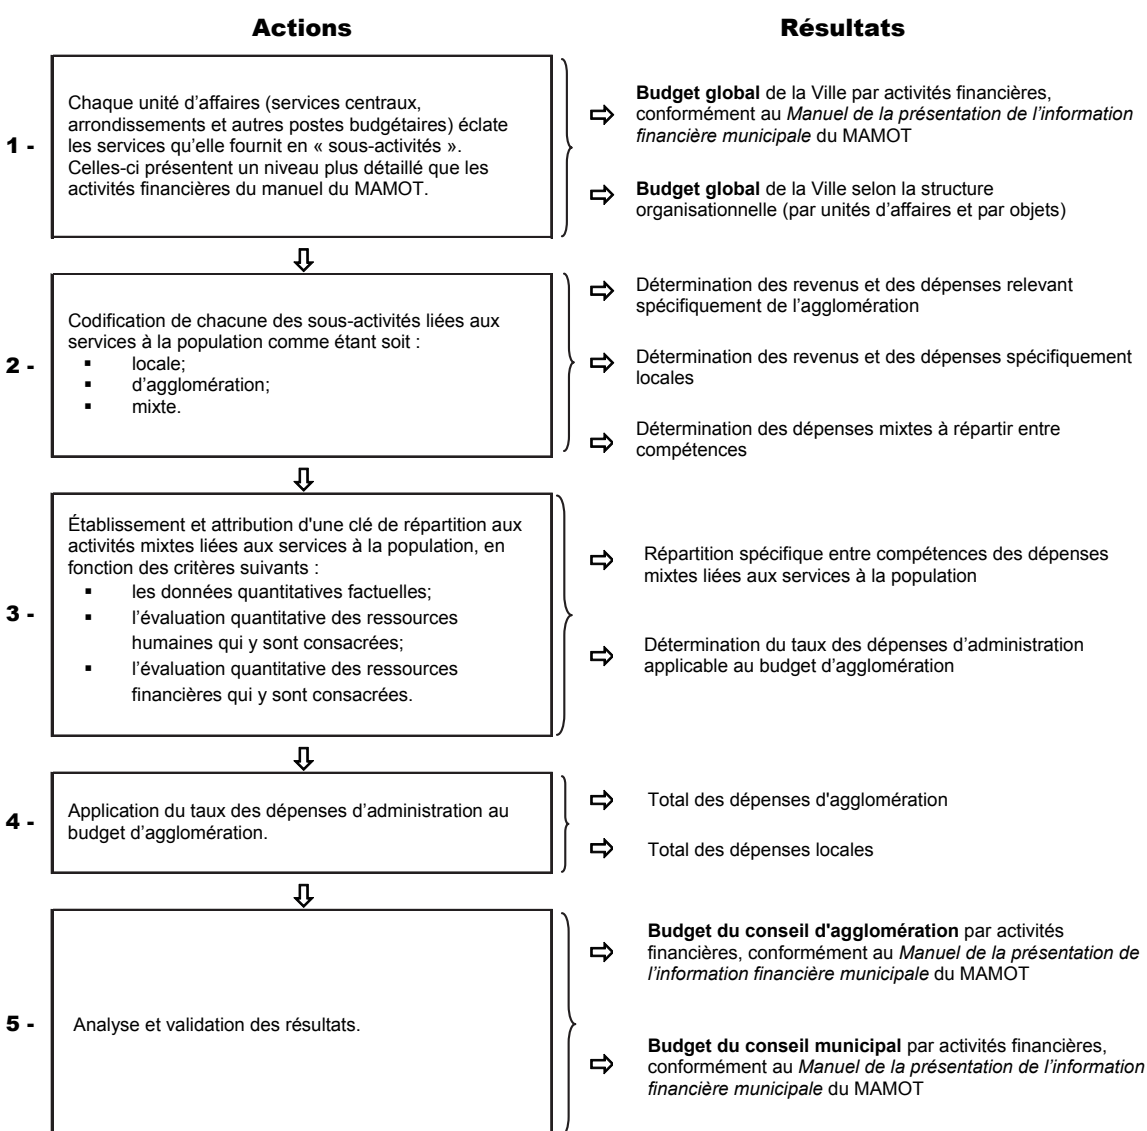 Actions
Résultats
1 -
Chaque unité d'affaires (services centraux,
arrondissements et autres postes budgétaires) éclate
les services qu'elle fournit en « sous-activités ».
Celles-ci présentent un niveau plus détaillé que les
activités financières du manuel du MAMOT.
Budget global de la Ville par activités financières,
conformément au Manuel de la présentation de l'information
financière municipale du MAMOT
Budget global de la Ville selon la structure
organisationnelle (par unités d'affaires et par objets)
2 -
Codification de chacune des sous-activités liées aux
services à la population comme étant soit :
▪ locale;
▪ d'agglomération;
▪ mixte.
Détermination des revenus et des dépenses relevant
spécifiquement de l'agglomération
Détermination des revenus et des dépenses spécifiquement
locales
Détermination des dépenses mixtes à répartir entre
compétences
3 -
Établissement et attribution d'une clé de répartition aux
activités mixtes liées aux services à la population, en
fonction des critères suivants :
▪ les données quantitatives factuelles;
▪ l'évaluation quantitative des ressources
humaines qui y sont consacrées;
▪ l'évaluation quantitative des ressources
financières qui y sont consacrées.
Répartition spécifique entre compétences des dépenses
mixtes liées aux services à la population
Détermination du taux des dépenses d'administration
applicable au budget d'agglomération
4 -
Application du taux des dépenses d'administration au
budget d'agglomération.
Total des dépenses d'agglomération
Total des dépenses locales
5 -
Analyse et validation des résultats.
Budget du conseil d'agglomération par activités
financières, conformément au Manuel de la présentation de
l'information financière municipale du MAMOT
Budget du conseil municipal par activités financières,
conformément au Manuel de la présentation de l'information
financière municipale du MAMOT